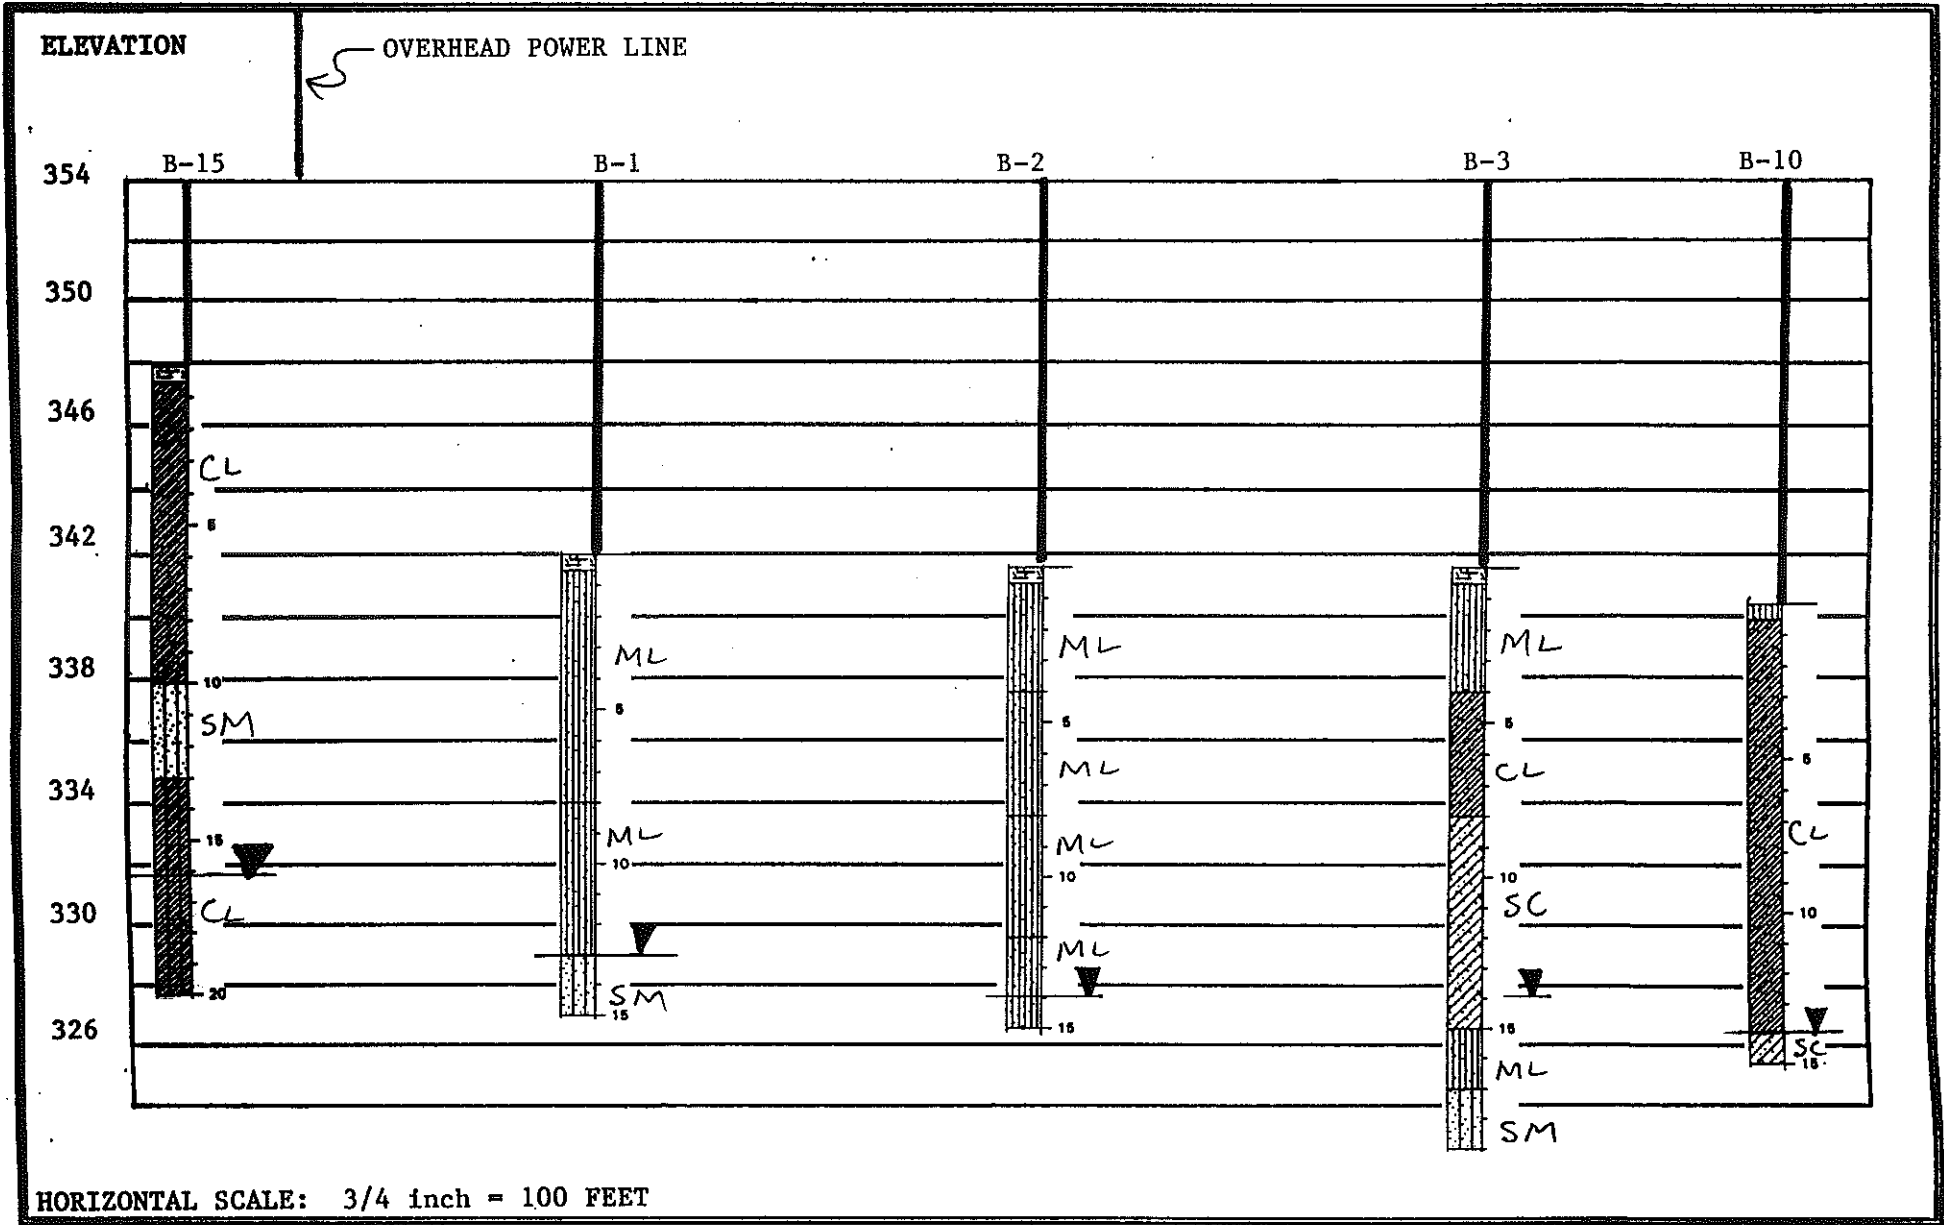 ELEVATION
OVERHEAD POWER LINE
B-15 B-1 B-2 B-3 B-10
354
350
346
CL
5
342
ML ML ML
338
10
5 5 5
SM
ML CL 5
334
15 ML ML CL
10 10 10
330
CL SC 10
ML
20 SM
15 15 15
326
SC
15
ML
SM
HORIZONTAL SCALE: 3/4 inch = 100 FEET